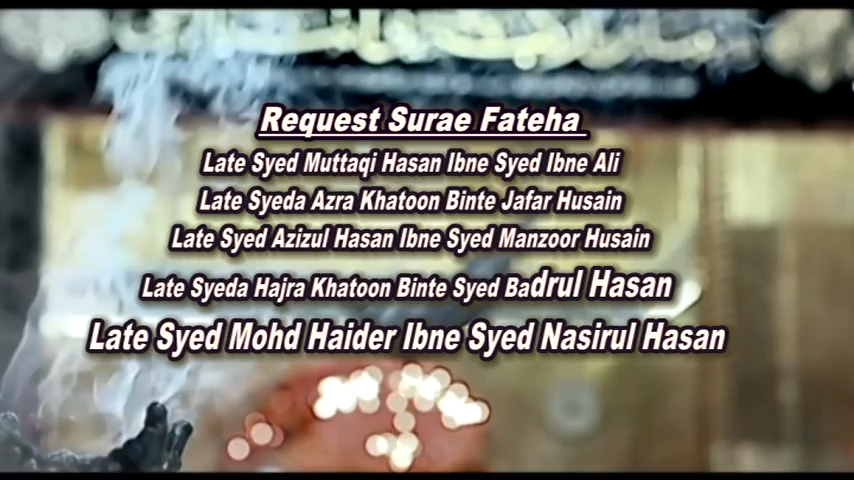 Request Surae Fateha
Late Syed Muttaqi Hasan Ibne Syed Ibne Ali
Late Syeda Azra Khatoon Binte Jafar Husain
Late Syed Azizul Hasan Ibne Syed Manzoor Husain
Late Syeda Hajra Khatoon Binte Syed Badrul Hasan
Late Syed Mohd Haider Ibne Syed Nasirul Hasan